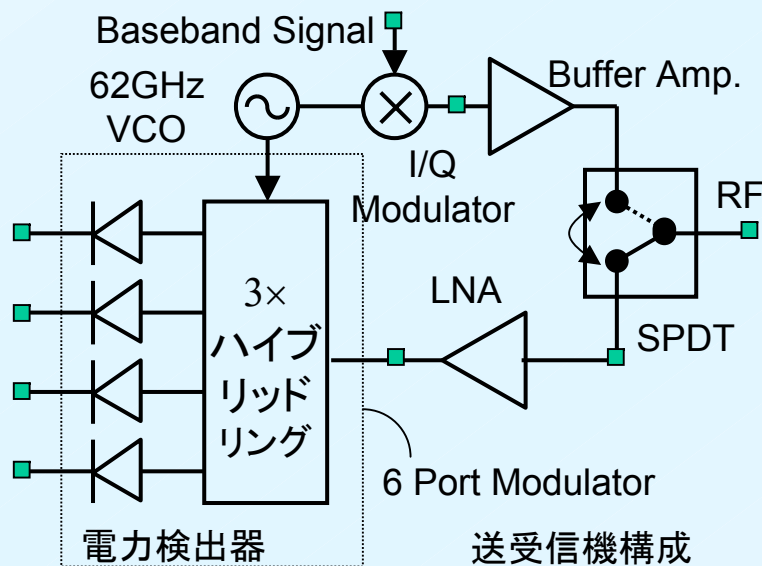 Baseband Signal
62GHz
VCO
Buffer Amp.
I/Q
Modulator
RF
SPDT
LNA
3×
ハイブ
リッド
リング
6 Port Modulator
電力検出器
送受信機構成